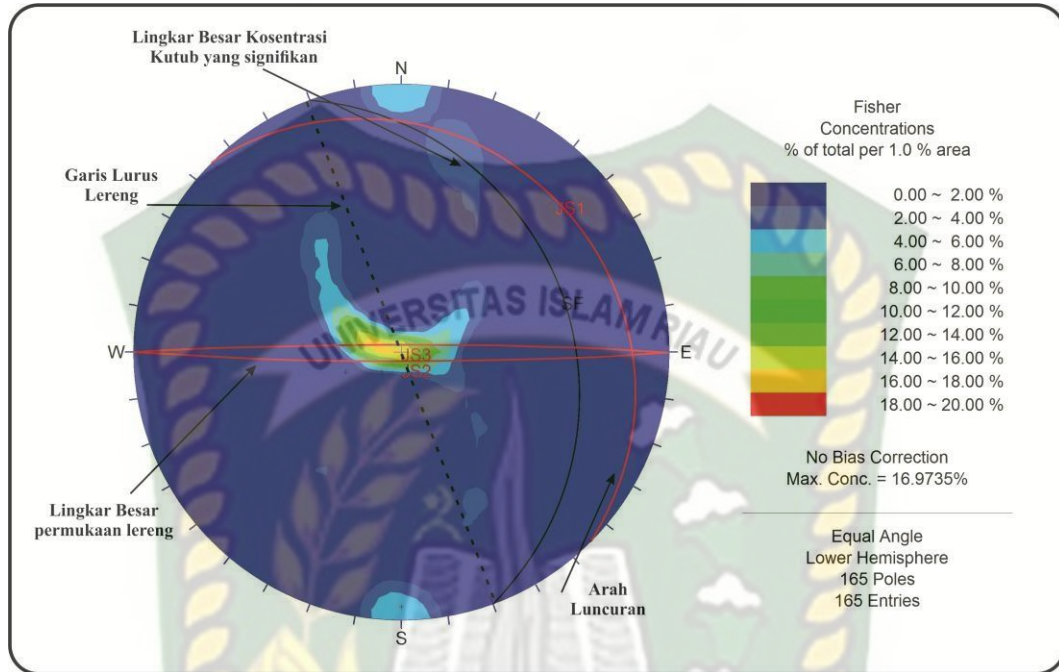 Lingkar Besar Kosentrasi
Kutub yang signifikan
N
Garis Lurus
Lereng
JS1
SF
UNIVERSITAS ISLAM RIAU
W
E
JS3
JS2
Lingkar Besar
permukaan lereng
Arah
Luncuran
S
Fisher
Concentrations
% of total per 1.0 % area
0.00 ~ 2.00 %
2.00 ~ 4.00 %
4.00 ~ 6.00 %
6.00 ~ 8.00 %
8.00 ~ 10.00 %
10.00 ~ 12.00 %
12.00 ~ 14.00 %
14.00 ~ 16.00 %
16.00 ~ 18.00 %
18.00 ~ 20.00 %
No Bias Correction
Max. Conc. = 16.9735%
Equal Angle
Lower Hemisphere
165 Poles
165 Entries